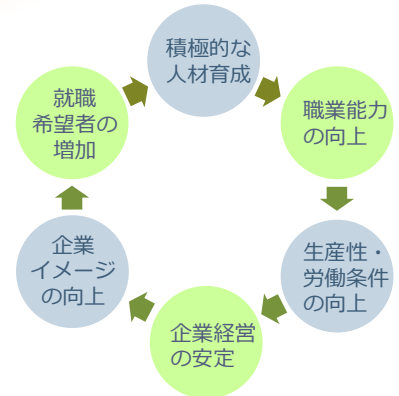 積極的な
人材育成
職業能力
の向上
生産性・
労働条件
の向上
企業経営
の安定
企業
イメージ
の向上
就職
希望者の
増加